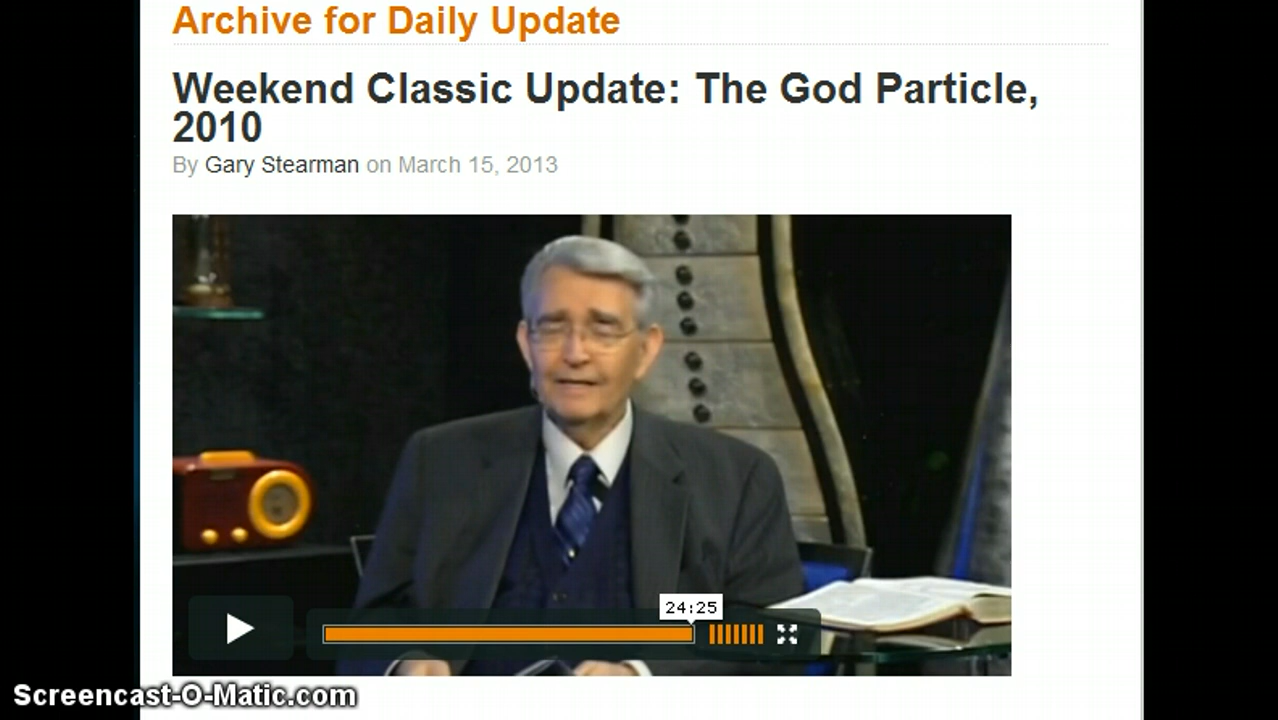 Archive for Daily Update
Weekend Classic Update: The God Particle,
2010
By Gary Stearman on March 15, 2013
24:25
Screencast-O-Matic.com